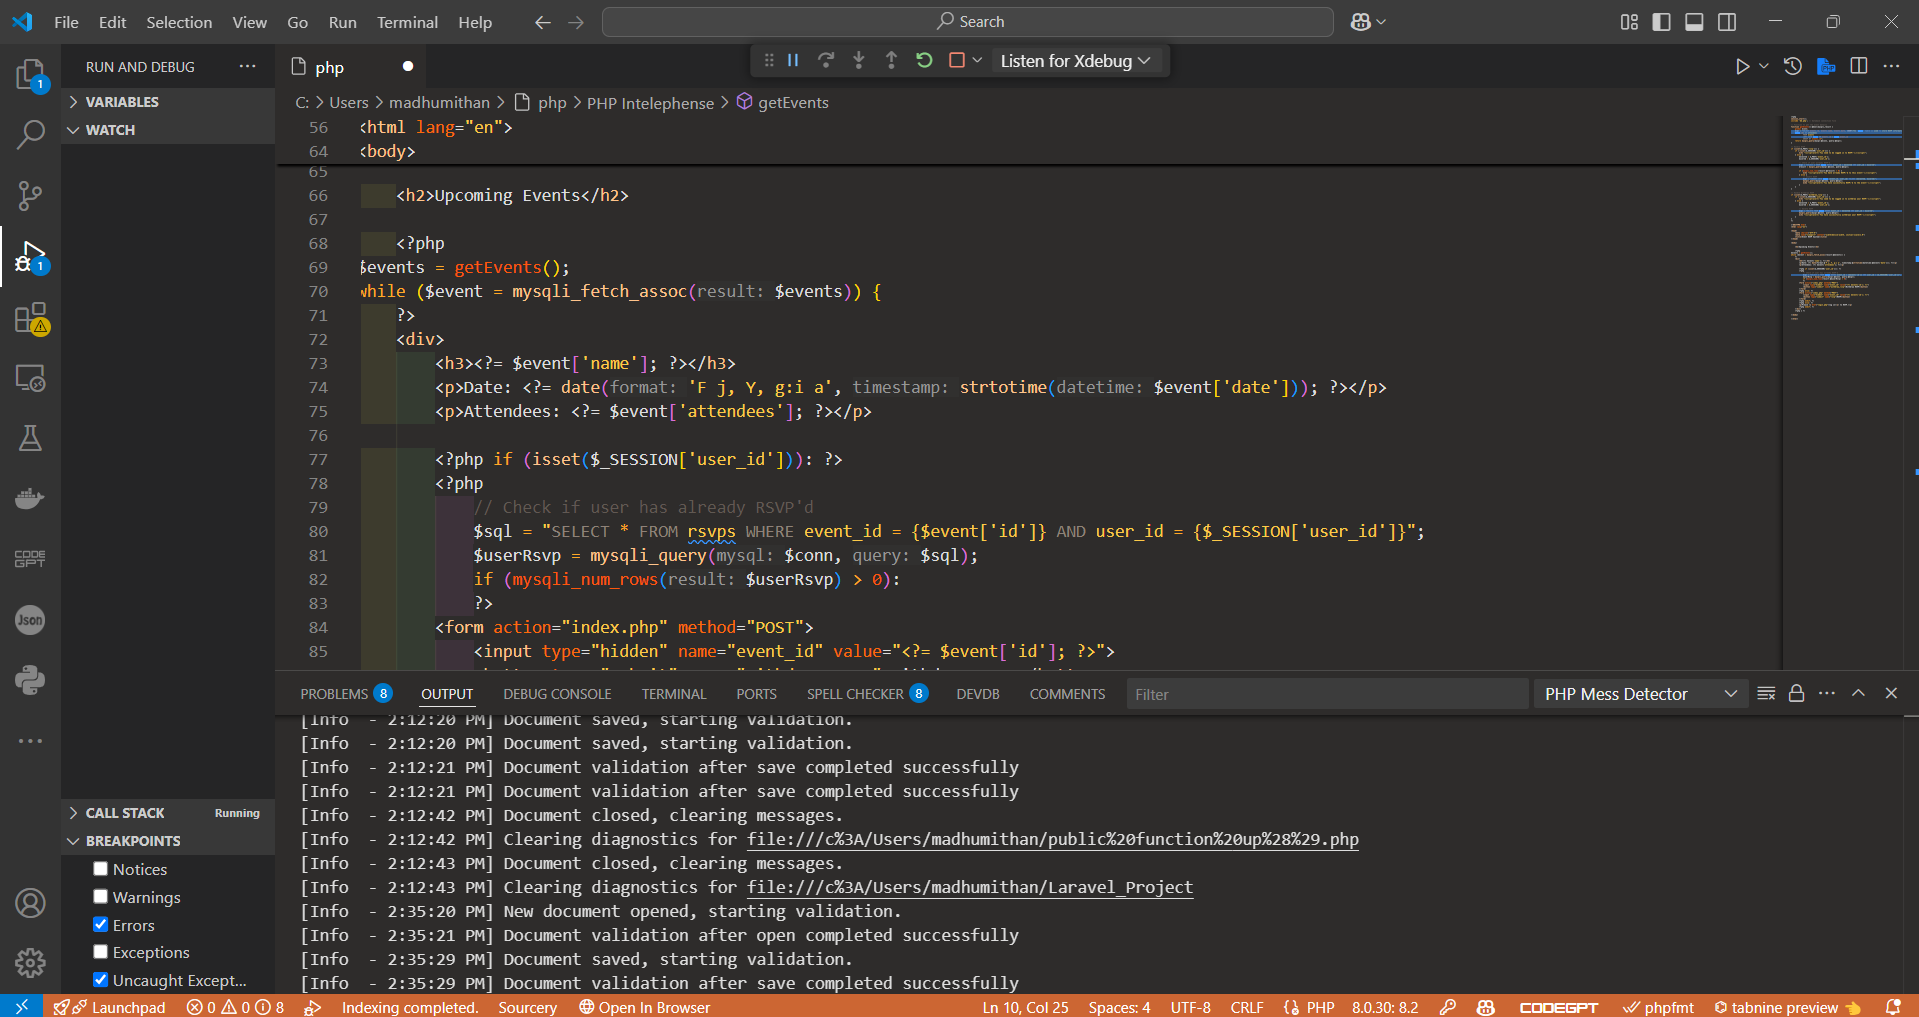 File Edit Selection View Go Run Terminal Help
Search
RUN AND DEBUG
php
Listen for Xdebug
VARIABLES
WATCH
C: > Users > madhumithan > php > PHP Intelephense > getEvents
56 <html lang="en">
64 <body>
65
66 <h2>Upcoming Events</h2>
67
68 <?php
69 $events = getEvents();
70 while ($event = mysqli_fetch_assoc(result: $events)) {
71 ?>
72 <div>
73 <h3><?= $event['name']; ?></h3>
74 <p>Date: <?= date(format: 'F j, Y, g:i a', timestamp: strtotime(datetime: $event['date'])); ?></p>
75 <p>Attendees: <?= $event['attendees']; ?></p>
76
77 <?php if (isset($_SESSION['user_id'])): ?>
78 <?php
79 // Check if user has already RSVP'd
80 $sql = "SELECT * FROM rsvps WHERE event_id = {$event['id']} AND user_id = {$_SESSION['user_id']}";
81 $userRsvp = mysqli_query(mysql: $conn, query: $sql);
82 if (mysqli_num_rows(result: $userRsvp) > 0):
83 ?>
84 <form action="index.php" method="POST">
85 <input type="hidden" name="event_id" value="<?= $event['id']; ?>">
PROBLEMS 8 OUTPUT DEBUG CONSOLE TERMINAL PORTS SPELL CHECKER 8 DEVDB COMMENTS Filter PHP Mess Detector
[Info - 2:12:20 PM] Document saved, starting validation.
[Info - 2:12:20 PM] Document saved, starting validation.
[Info - 2:12:21 PM] Document validation after save completed successfully
[Info - 2:12:21 PM] Document validation after save completed successfully
[Info - 2:12:42 PM] Document closed, clearing messages.
[Info - 2:12:42 PM] Clearing diagnostics for file:///c%3A/Users/madhumithan/public%20function%20up%28%29.php
[Info - 2:12:43 PM] Document closed, clearing messages.
[Info - 2:12:43 PM] Clearing diagnostics for file:///c%3A/Users/madhumithan/Laravel_Project
[Info - 2:35:20 PM] New document opened, starting validation.
[Info - 2:35:21 PM] Document validation after open completed successfully
[Info - 2:35:29 PM] Document saved, starting validation.
[Info - 2:35:29 PM] Document validation after save completed successfully
CALL STACK Running
BREAKPOINTS
Notices
Warnings
Errors
Exceptions
Uncaught Except...
1
1
CODE GPT
Json
Launchpad 0 0 8 Indexing completed. Sourcery Open In Browser Ln 10, Col 25 Spaces: 4 UTF-8 CRLF PHP 8.0.30: 8.2 CODEGPT phpfmt tabnine preview